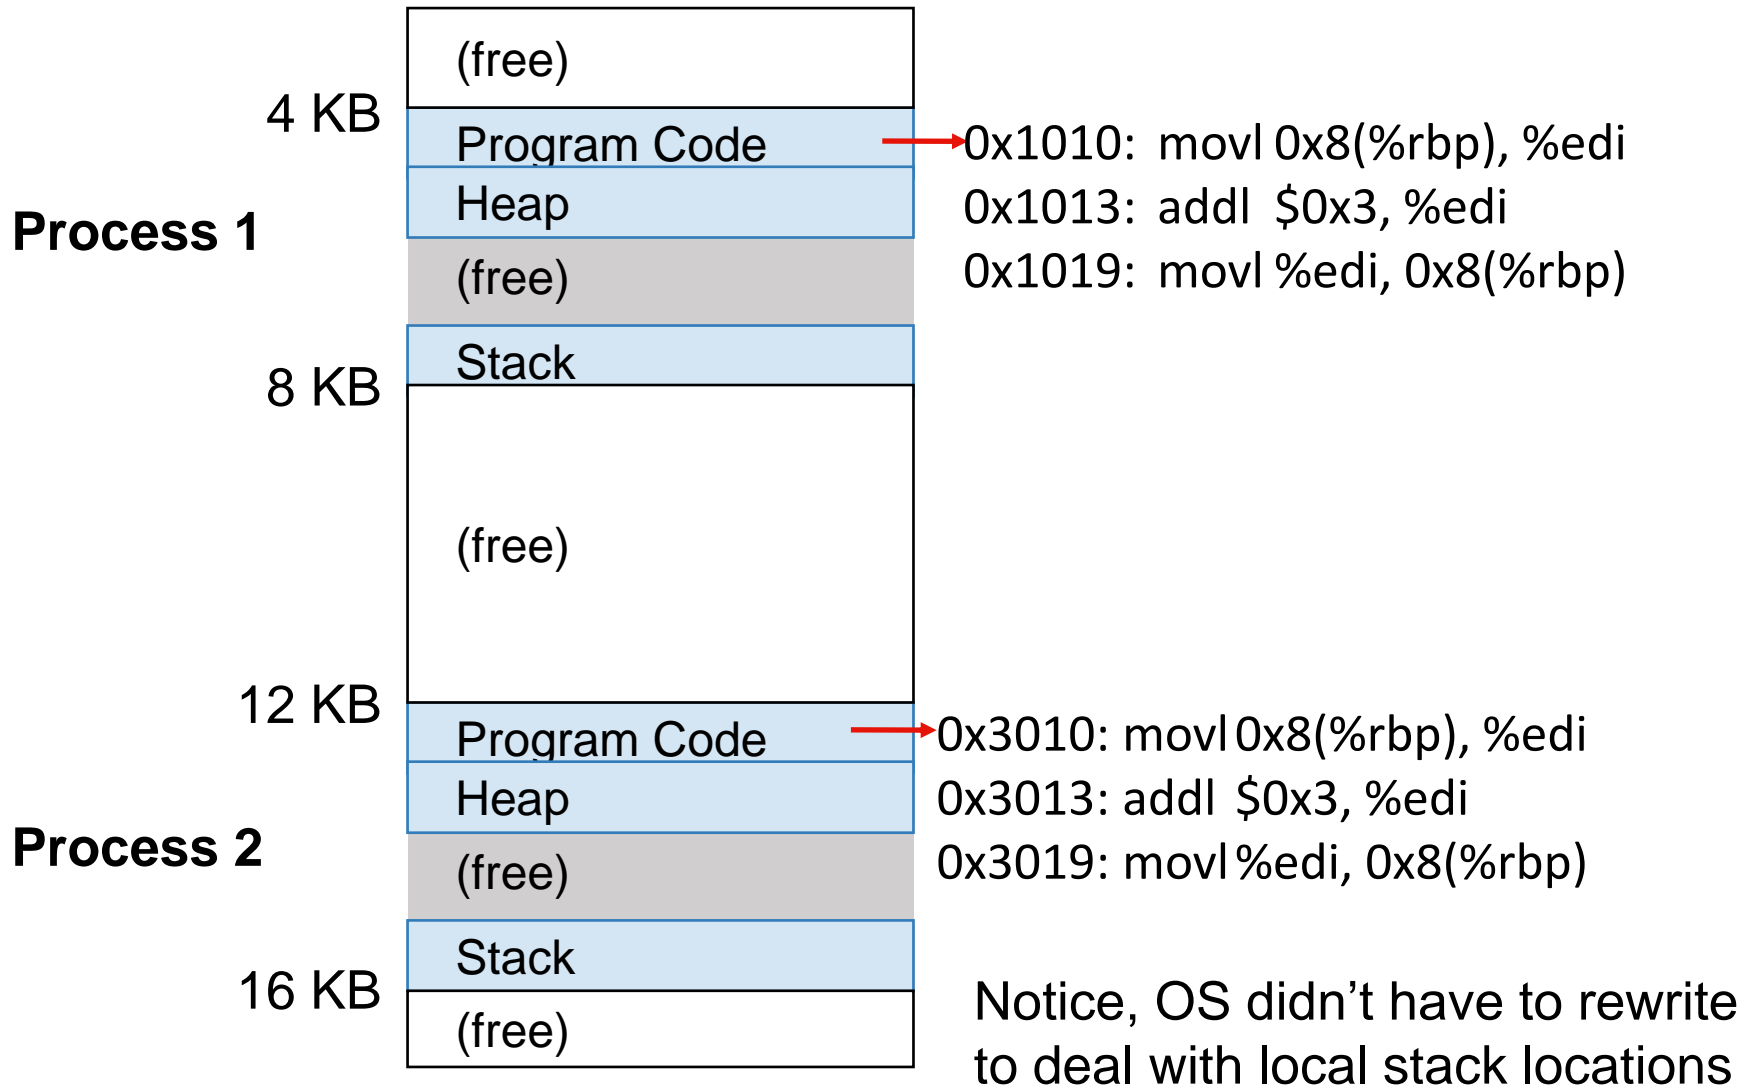 (free)
4 KB
Program Code
0x1010: movl 0x8(%rbp), %edi
Heap
0x1013: addl $0x3, %edi
Process 1
(free)
0x1019: movl %edi, 0x8(%rbp)
Stack
8 KB
(free)
12 KB
Program Code
0x3010: movl 0x8(%rbp), %edi
Heap
0x3013: addl $0x3, %edi
Process 2
(free)
0x3019: movl %edi, 0x8(%rbp)
Stack
16 KB
(free)
Notice, OS didn’t have to rewrite
to deal with local stack locations